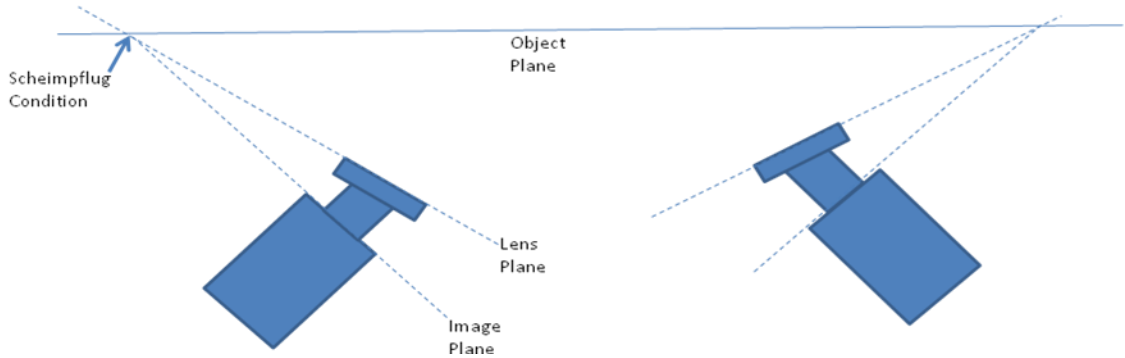 Object
Plane
Scheimpflug
Condition
Lens
Plane
Image
Plane